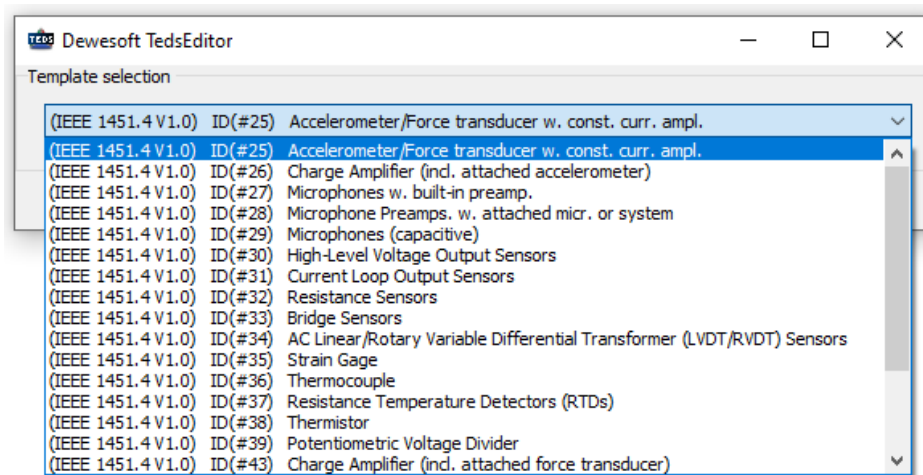 TEDS Dewesoft TedsEditor
Template selection
(IEEE 1451.4 V1.0) ID(#25) Accelerometer/Force transducer w. const. curr. ampl.
(IEEE 1451.4 V1.0) ID(#25) Accelerometer/Force transducer w. const. curr. ampl.
(IEEE 1451.4 V1.0) ID(#26) Charge Amplifier (incl. attached accelerometer)
(IEEE 1451.4 V1.0) ID(#27) Microphones w. built-in preamp.
(IEEE 1451.4 V1.0) ID(#28) Microphone Preamps. w. attached micr. or system
(IEEE 1451.4 V1.0) ID(#29) Microphones (capacitive)
(IEEE 1451.4 V1.0) ID(#30) High-Level Voltage Output Sensors
(IEEE 1451.4 V1.0) ID(#31) Current Loop Output Sensors
(IEEE 1451.4 V1.0) ID(#32) Resistance Sensors
(IEEE 1451.4 V1.0) ID(#33) Bridge Sensors
(IEEE 1451.4 V1.0) ID(#34) AC Linear/Rotary Variable Differential Transformer (LVDT/RVDT) Sensors
(IEEE 1451.4 V1.0) ID(#35) Strain Gage
(IEEE 1451.4 V1.0) ID(#36) Thermocouple
(IEEE 1451.4 V1.0) ID(#37) Resistance Temperature Detectors (RTDs)
(IEEE 1451.4 V1.0) ID(#38) Thermistor
(IEEE 1451.4 V1.0) ID(#39) Potentiometric Voltage Divider
(IEEE 1451.4 V1.0) ID(#43) Charge Amplifier (incl. attached force transducer)